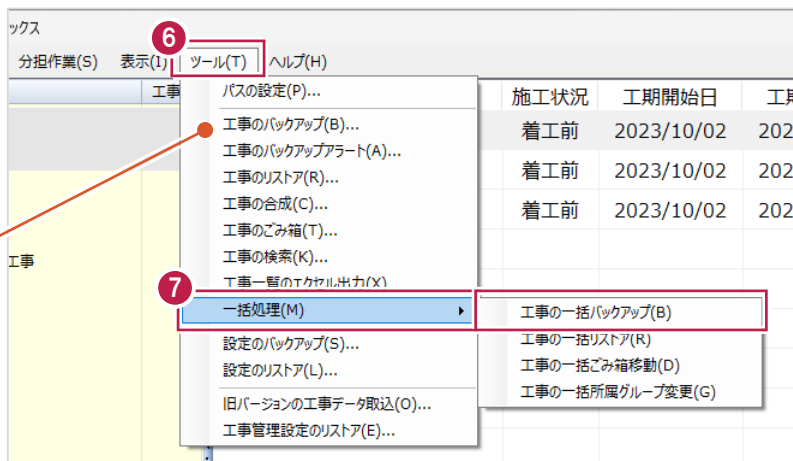 ックス
6
分担作業(S) 表示(I) ツール(T) ヘルプ(H)
工事 施工状況 工期開始日 工期
パスの設定(P)...
工事のバックアップ(B)... 着工前 2023/10/02 202
工事のバックアップアラート(A)...
工事のリストア(R)... 着工前 2023/10/02 202
工事の合成(C)...
工事のごみ箱(T)... 着工前 2023/10/02 202
工事 工事の検索(K)...
工事一覧のエクセル出力(X)
7
一括処理(M) 工事の一括バックアップ(B)
工事の一括リストア(R)
設定のバックアップ(S)...
工事の一括ごみ箱移動(D)
設定のリストア(L)...
工事の一括所属グループ変更(G)
旧バージョンの工事データ取込(O)...
工事管理設定のリストア(E)...